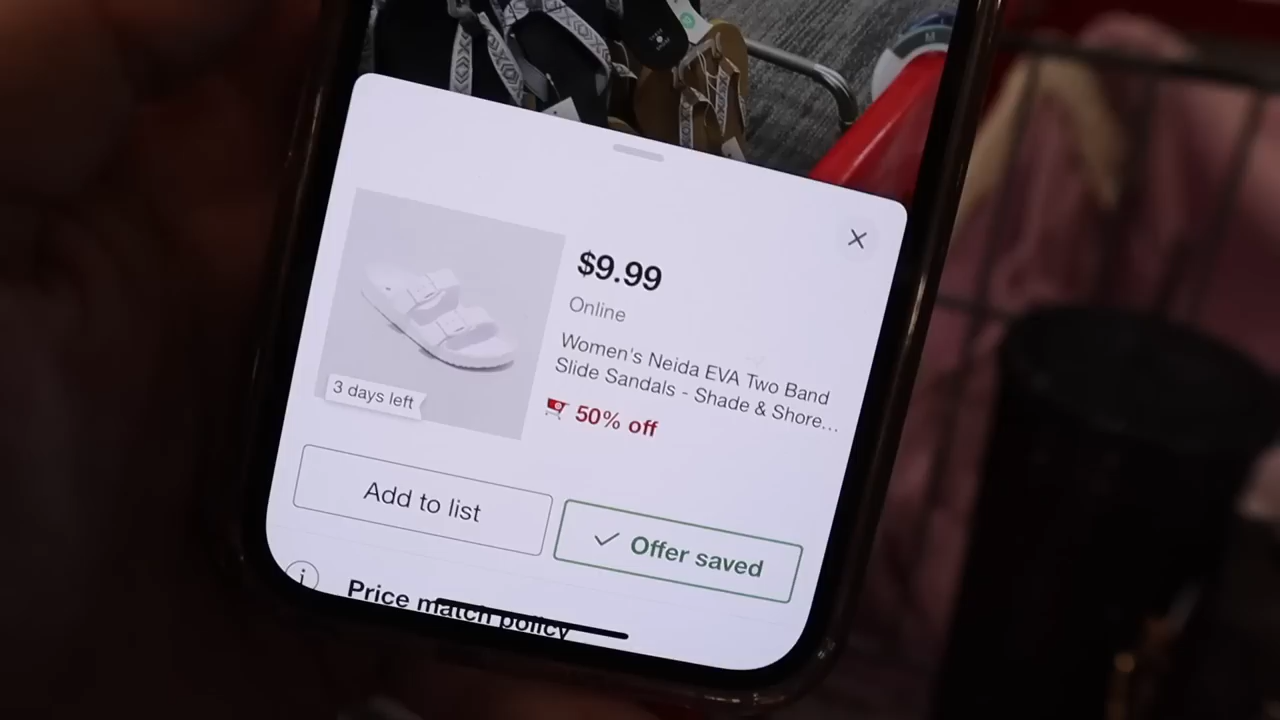 $9.99
Online
Women's Neida EVA Two Band
Slide Sandals - Shade & Shore...
50% off
3 days left
Add to list
Offer saved
Price match policy